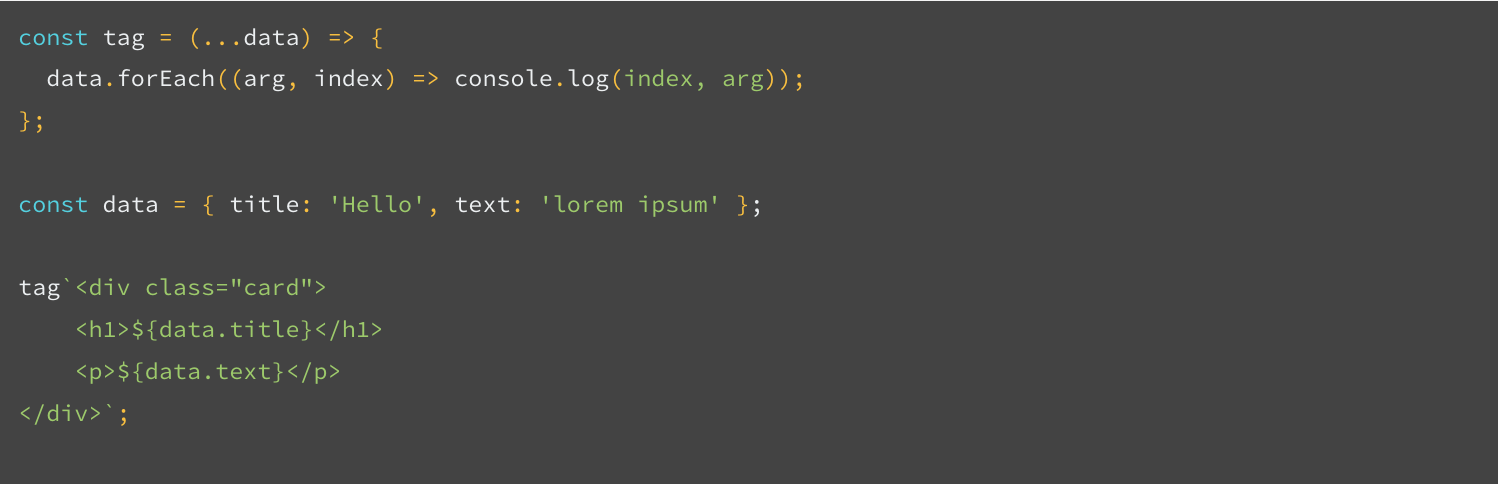 const tag = (...data) => {
  data.forEach((arg, index) => console.log(index, arg));
};
const data = { title: 'Hello', text: 'lorem ipsum' };
tag`<div class="card">
    <h1>${data.title}</h1>
    <p>${data.text}</p>
</div>`;